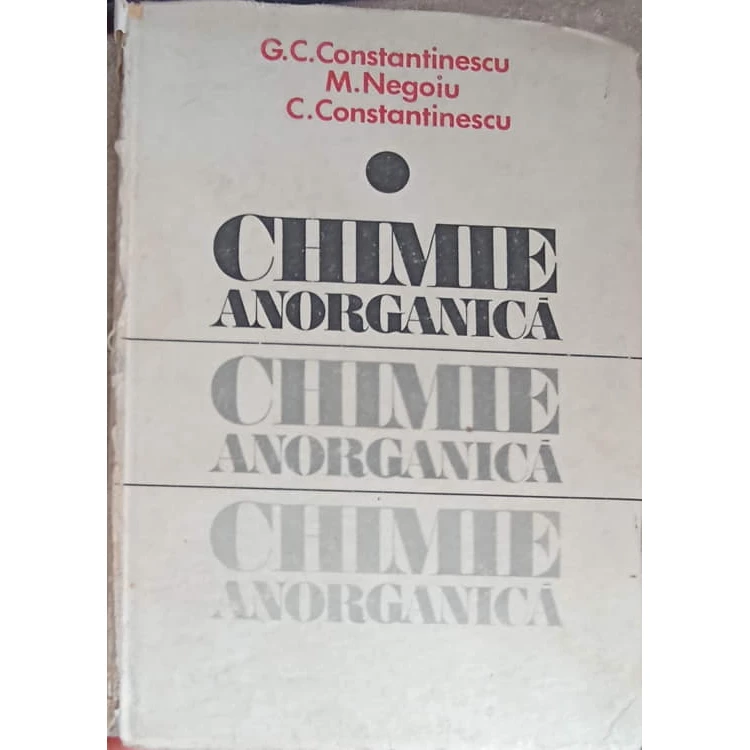 G.C.Constantinescu
M.Negoiu
C.Constantinescu
CHIMIE
ANORGANICĂ
CHIMIE
ANORGANICĂ
CHIMIE
ANORGANICĂ